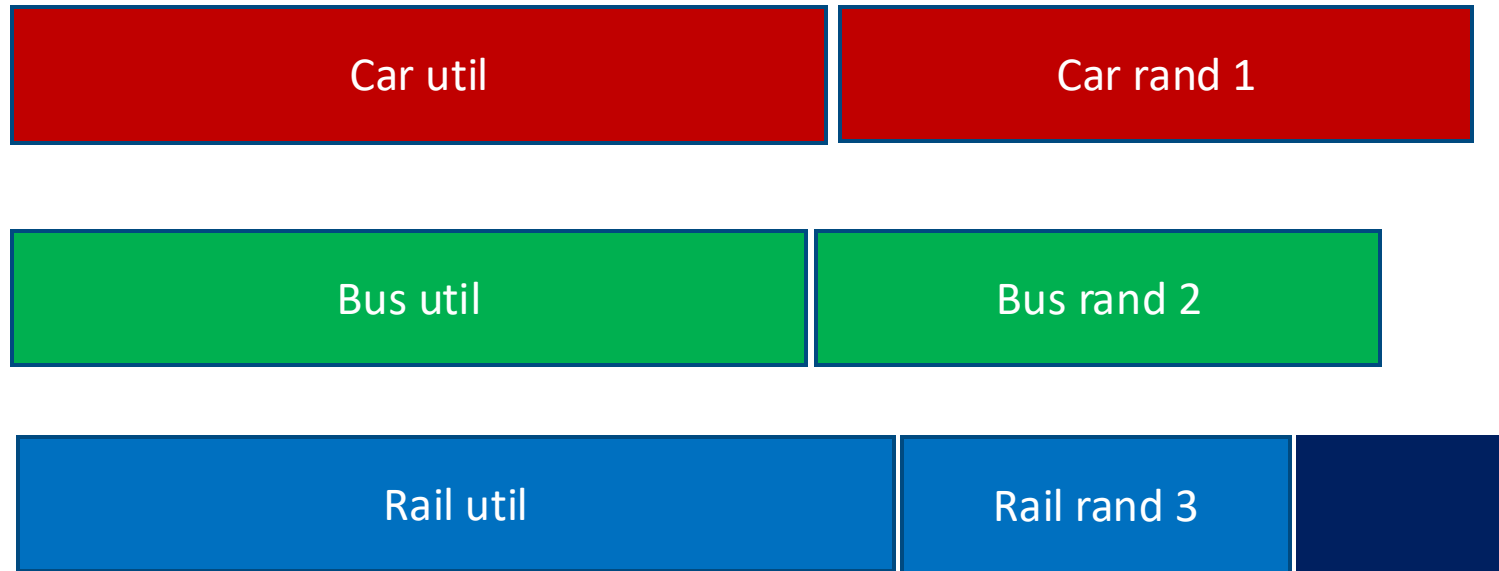 Car util
Car rand 1
Bus util
Bus rand 2
Rail util
Rail rand 3